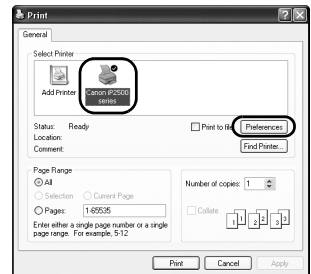 Print
General
Select Printer
Add Printer
Canon iP2500
series
Status: Ready
Location:
Comment:
Print to file
Preferences
Find Printer...
Page Range
All
Selection
Current Page
Pages: 1-65535
Enter either a single page number or a single
page range. For example, 5-12
Number of copies: 1
Collate
1 1 2 2 3 3
Print
Cancel
Apply